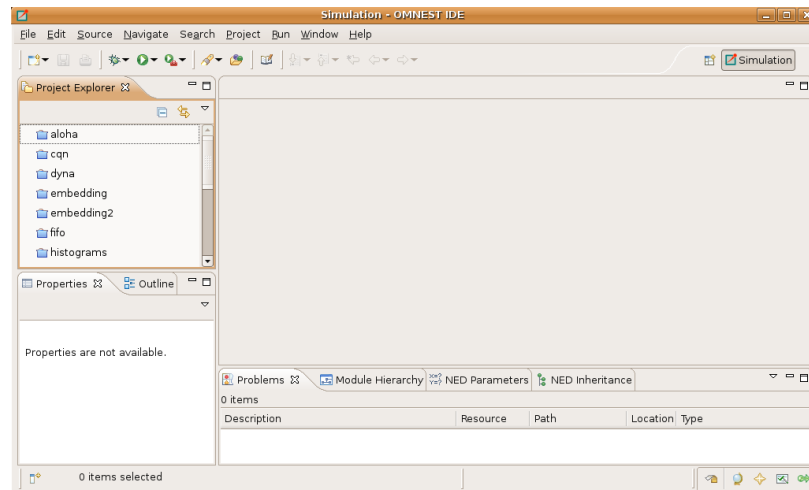 Simulation - OMNEST IDE
File Edit Source Navigate Search Project Run Window Help
Simulation
Project Explorer
aloha
cqn
dyna
embedding
embedding2
fifo
histograms
Properties Outline
Properties are not available.
Problems Module Hierarchy NED Parameters NED Inheritance
0 items
Description Resource Path Location Type
0 items selected